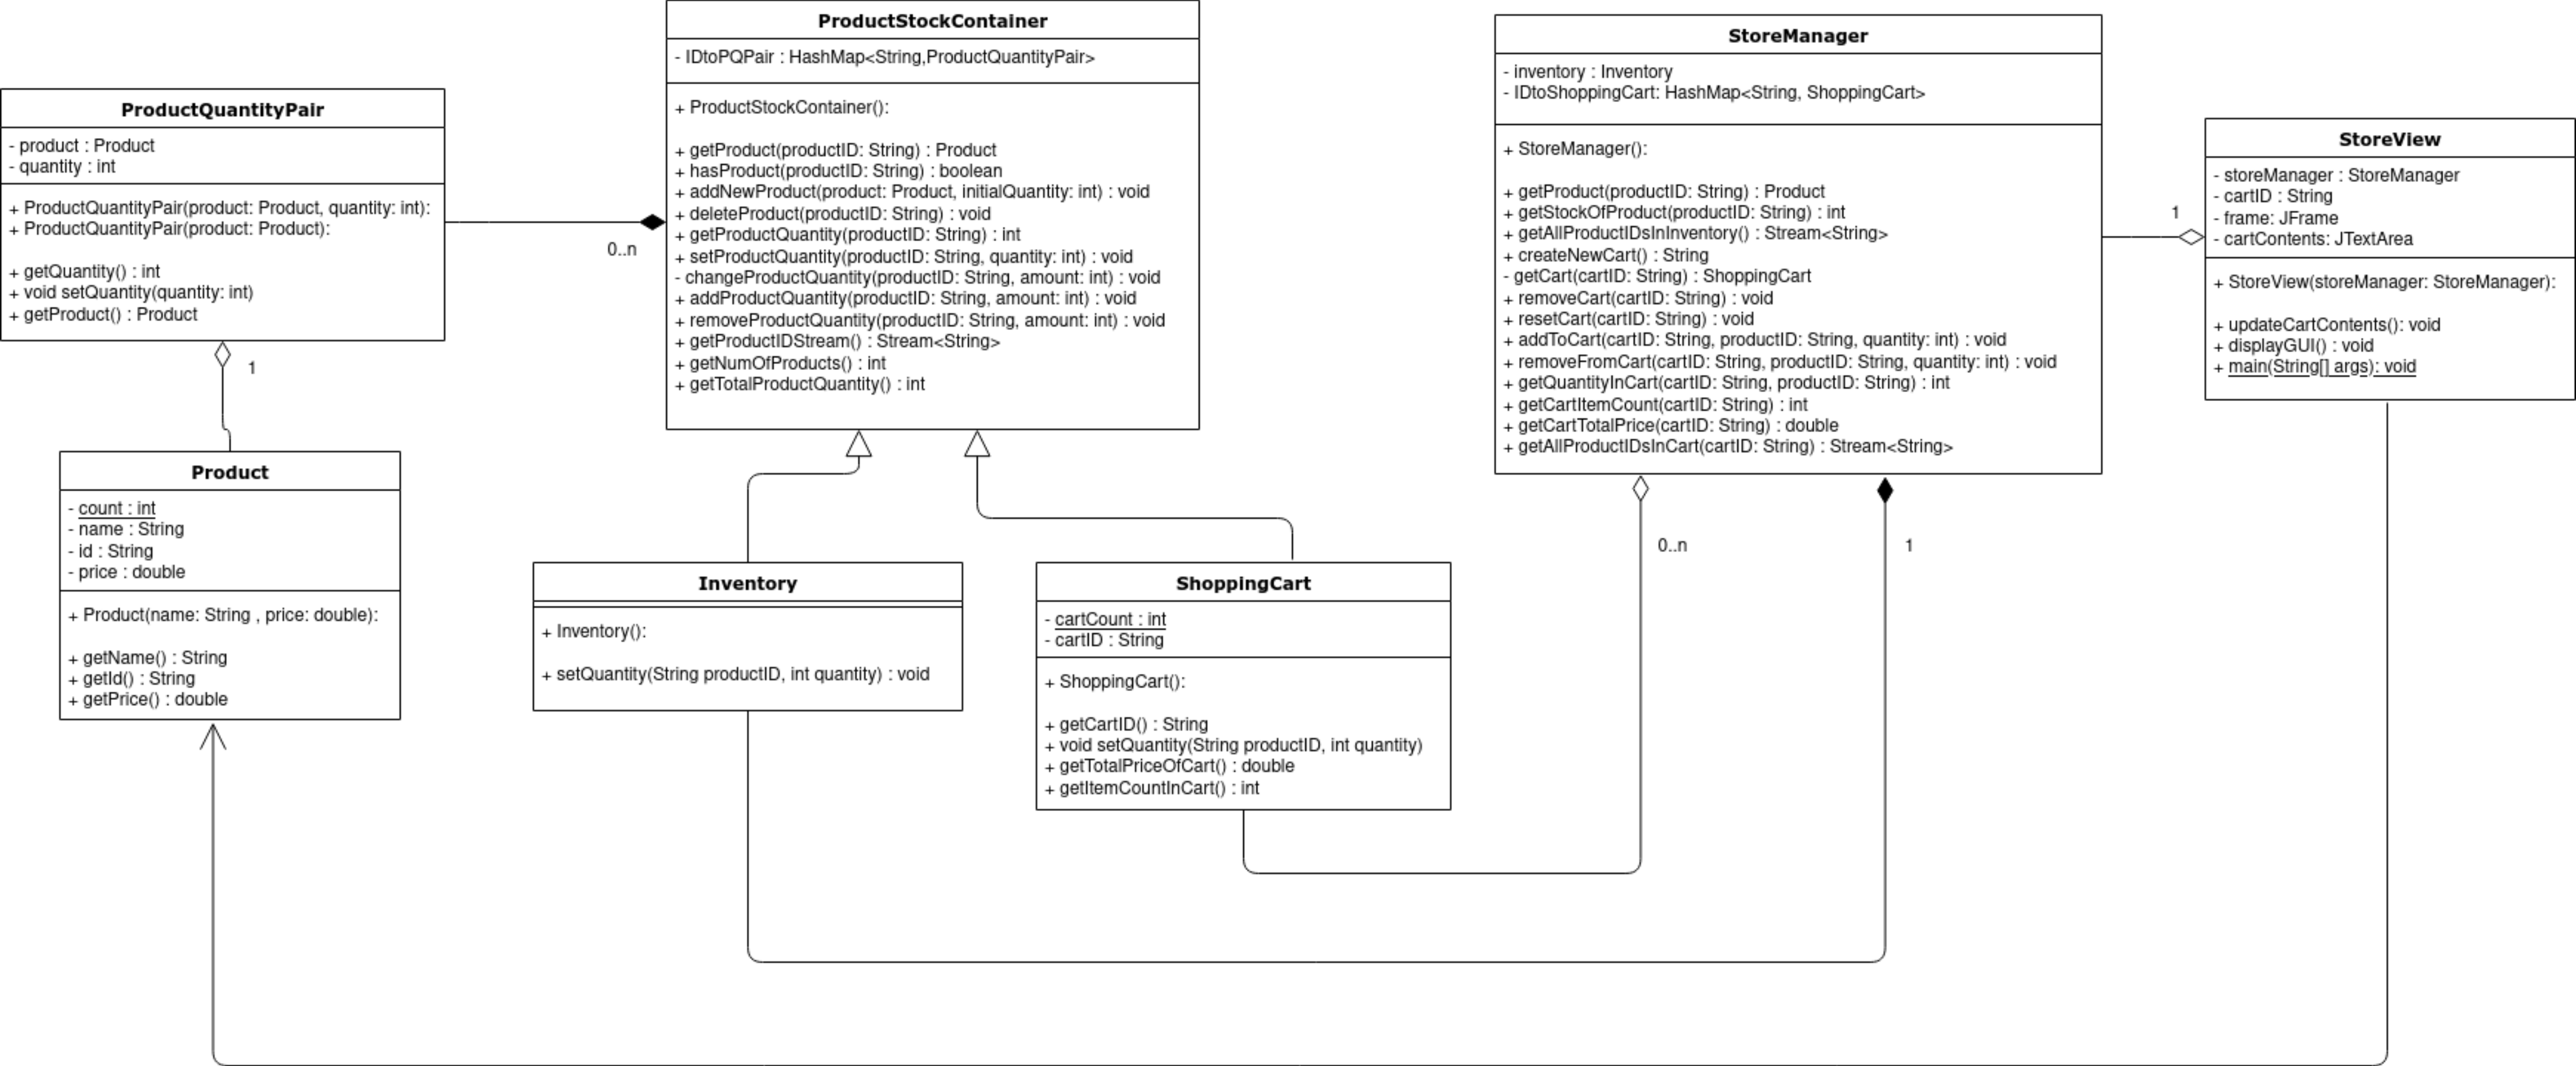 ProductQuantityPair
- product : Product
- quantity : int
+ ProductQuantityPair(product: Product, quantity: int):
+ ProductQuantityPair(product: Product):
+ getQuantity() : int
+ void setQuantity(quantity: int)
+ getProduct() : Product
1
Product
- count : int
- name : String
- id : String
- price : double
+ Product(name: String , price: double):
+ getName() : String
+ getId() : String
+ getPrice() : double
0..n
ProductStockContainer
- IDtoPQPair : HashMap<String,ProductQuantityPair>
+ ProductStockContainer():
+ getProduct(productID: String) : Product
+ hasProduct(productID: String) : boolean
+ addNewProduct(product: Product, initialQuantity: int) : void
+ deleteProduct(productID: String) : void
+ getProductQuantity(productID: String) : int
+ setProductQuantity(productID: String, quantity: int) : void
- changeProductQuantity(productID: String, amount: int) : void
+ addProductQuantity(productID: String, amount: int) : void
+ removeProductQuantity(productID: String, amount: int) : void
+ getProductIDStream() : Stream<String>
+ getNumOfProducts() : int
+ getTotalProductQuantity() : int
Inventory
+ Inventory():
+ setQuantity(String productID, int quantity) : void
ShoppingCart
- cartCount : int
- cartID : String
+ ShoppingCart():
+ getCartID() : String
+ void setQuantity(String productID, int quantity)
+ getTotalPriceOfCart() : double
+ getItemCountInCart() : int
StoreManager
- inventory : Inventory
- IDtoShoppingCart: HashMap<String, ShoppingCart>
+ StoreManager():
+ getProduct(productID: String) : Product
+ getStockOfProduct(productID: String) : int
+ getAllProductIDsInInventory() : Stream<String>
+ createNewCart() : String
- getCart(cartID: String) : ShoppingCart
+ removeCart(cartID: String) : void
+ resetCart(cartID: String) : void
+ addToCart(cartID: String, productID: String, quantity: int) : void
+ removeFromCart(cartID: String, productID: String, quantity: int) : void
+ getQuantityInCart(cartID: String, productID: String) : int
+ getCartItemCount(cartID: String) : int
+ getCartTotalPrice(cartID: String) : double
+ getAllProductIDsInCart(cartID: String) : Stream<String>
0..n
1
1
StoreView
- storeManager : StoreManager
- cartID : String
- frame: JFrame
- cartContents: JTextArea
+ StoreView(storeManager: StoreManager):
+ updateCartContents(): void
+ displayGUI() : void
+ main(String[] args): void